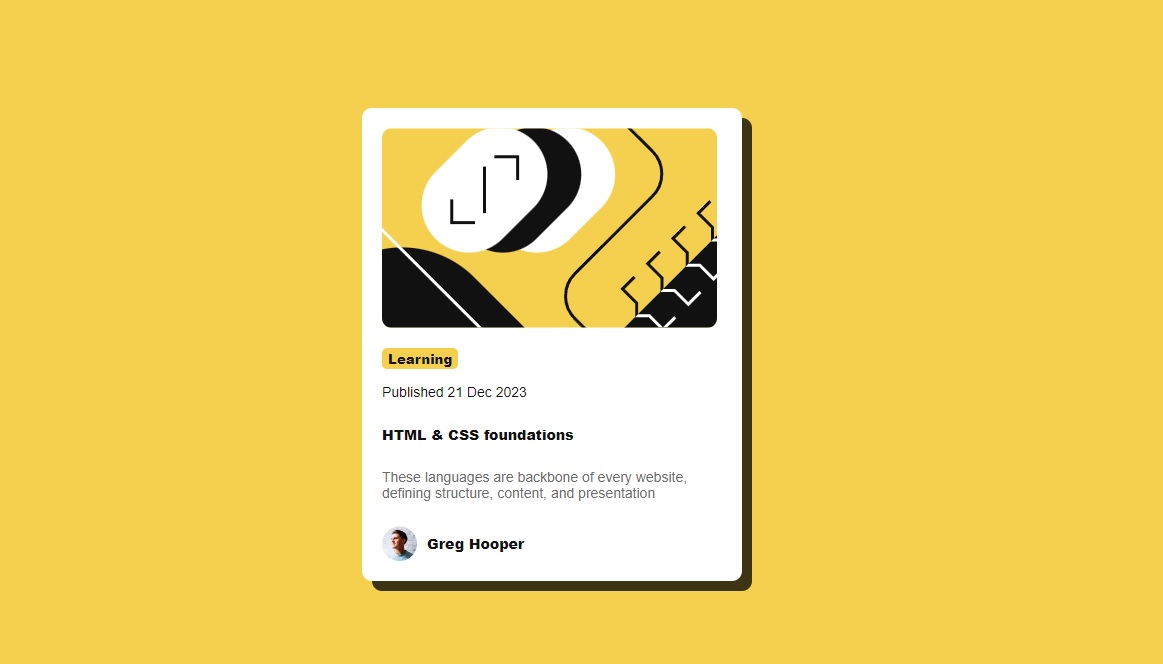 Learning
Published 21 Dec 2023
HTML & CSS foundations
These languages are backbone of every website,
defining structure, content, and presentation
Greg Hooper